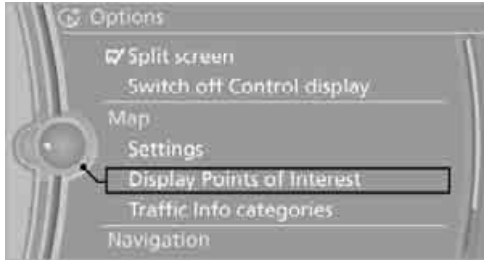 Options
Split screen
Switch off Control display
Map
Settings
Display Points of Interest
Traffic Info categories
Navigation